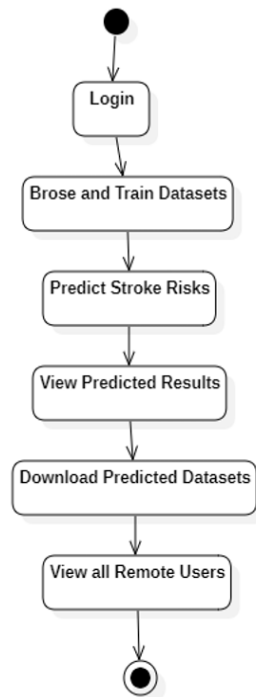 Login
Brose and Train Datasets
Predict Stroke Risks
View Predicted Results
Download Predicted Datasets
View all Remote Users